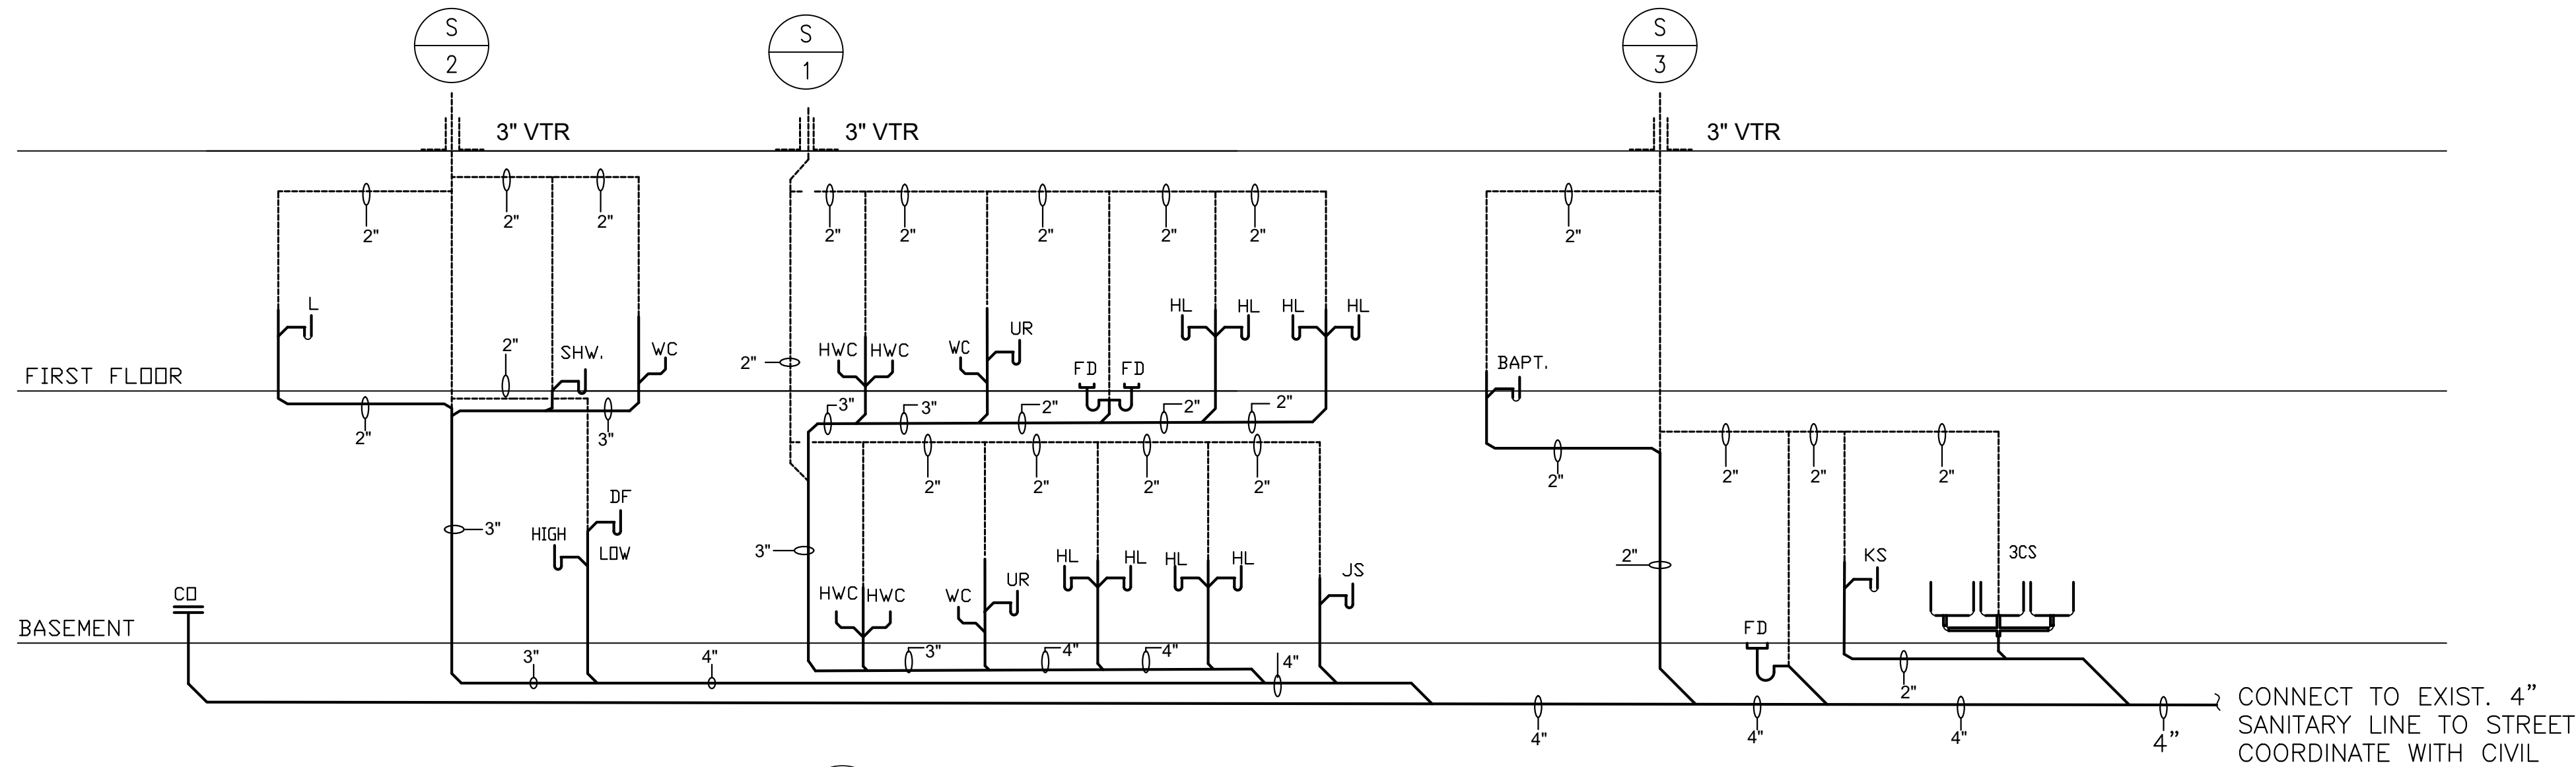 S
2
S
1
S
3
3" VTR
3" VTR
3" VTR
2"
2"
2"
2"
2"
2"
2"
2"
2"
L
2"
SHW.
WC
2"
HWC
HWC
WC
UR
FD
FD
HL
HL
HL
HL
BAPT.
FIRST FLOOR
2"
3"
3"
3"
2"
2"
2"
2"
2"
2"
2"
2"
2"
2"
2"
3"
HIGH
DF
LOW
3"
HWC
HWC
WC
UR
HL
HL
HL
HL
JS
2"
KS
3CS
CO
BASEMENT
FD
3"
4"
3"
4"
4"
4"
2"
4"
4"
4"
4”
CONNECT TO EXIST. 4”
SANITARY LINE TO STREET
COORDINATE WITH CIVIL